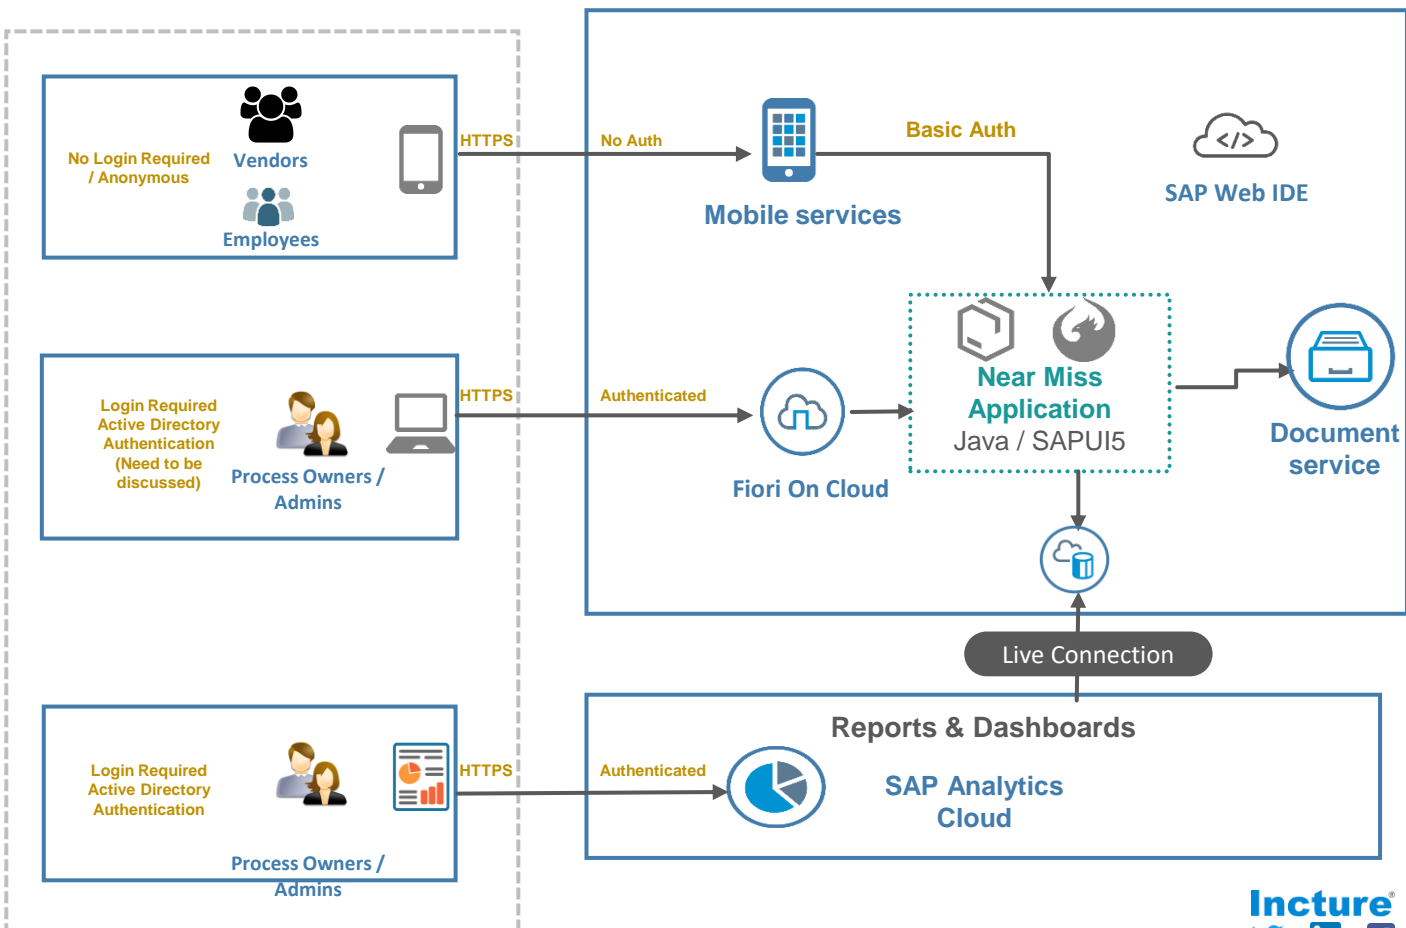 No Login Required
/ Anonymous
Vendors
Employees
HTTPS
No Auth
Mobile services
Basic Auth
</>
SAP Web IDE
Login Required
Active Directory
Authentication
(Need to be
discussed)
Process Owners /
Admins
HTTPS
Authenticated
Fiori On Cloud
Near Miss
Application
Java / SAPUI5
Document
service
Live Connection
Login Required
Active Directory
Authentication
Process Owners /
Admins
HTTPS
Authenticated
Reports & Dashboards
SAP Analytics
Cloud
Incture®